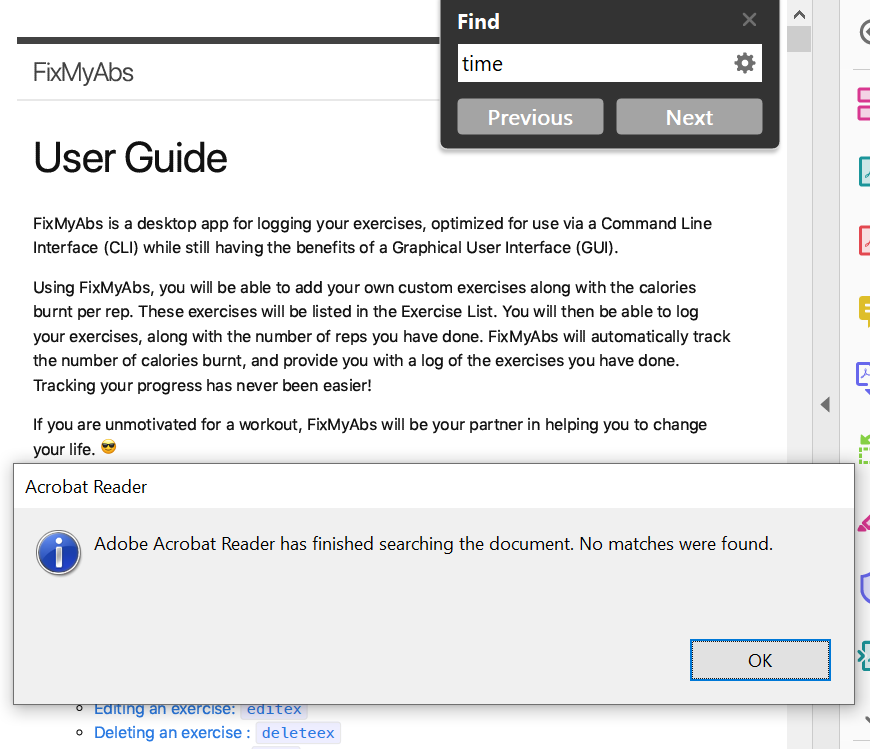 Find
time
Previous Next
FixMyAbs
User Guide
FixMyAbs is a desktop app for logging your exercises, optimized for use via a Command Line
Interface (CLI) while still having the benefits of a Graphical User Interface (GUI).
Using FixMyAbs, you will be able to add your own custom exercises along with the calories
burnt per rep. These exercises will be listed in the Exercise List. You will then be able to log
your exercises, along with the number of reps you have done. FixMyAbs will automatically track
the number of calories burnt, and provide you with a log of the exercises you have done.
Tracking your progress has never been easier!
If you are unmotivated for a workout, FixMyAbs will be your partner in helping you to change
your life. 😎
Acrobat Reader
Adobe Acrobat Reader has finished searching the document. No matches were found.
OK
Editing an exercise: editex
Deleting an exercise : deleteex